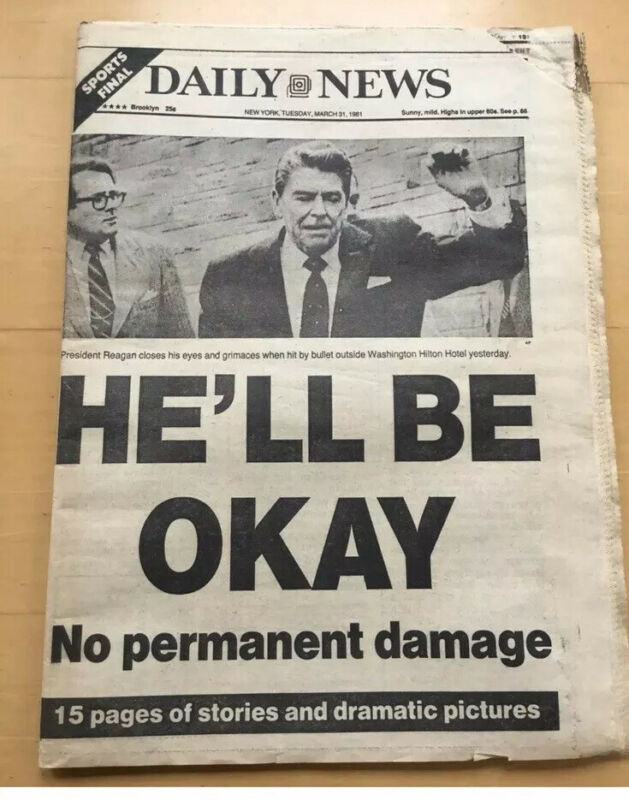 SPORTS
FINAL
DAILY NEWS
★★★★ Brooklyn 25¢
NEW YORK, TUESDAY, MARCH 31, 1981
Sunny, mild. Highs in upper 60s. See p. 66
President Reagan closes his eyes and grimaces when hit by bullet outside Washington Hilton Hotel yesterday.
HE'LL BE
OKAY
No permanent damage
15 pages of stories and dramatic pictures